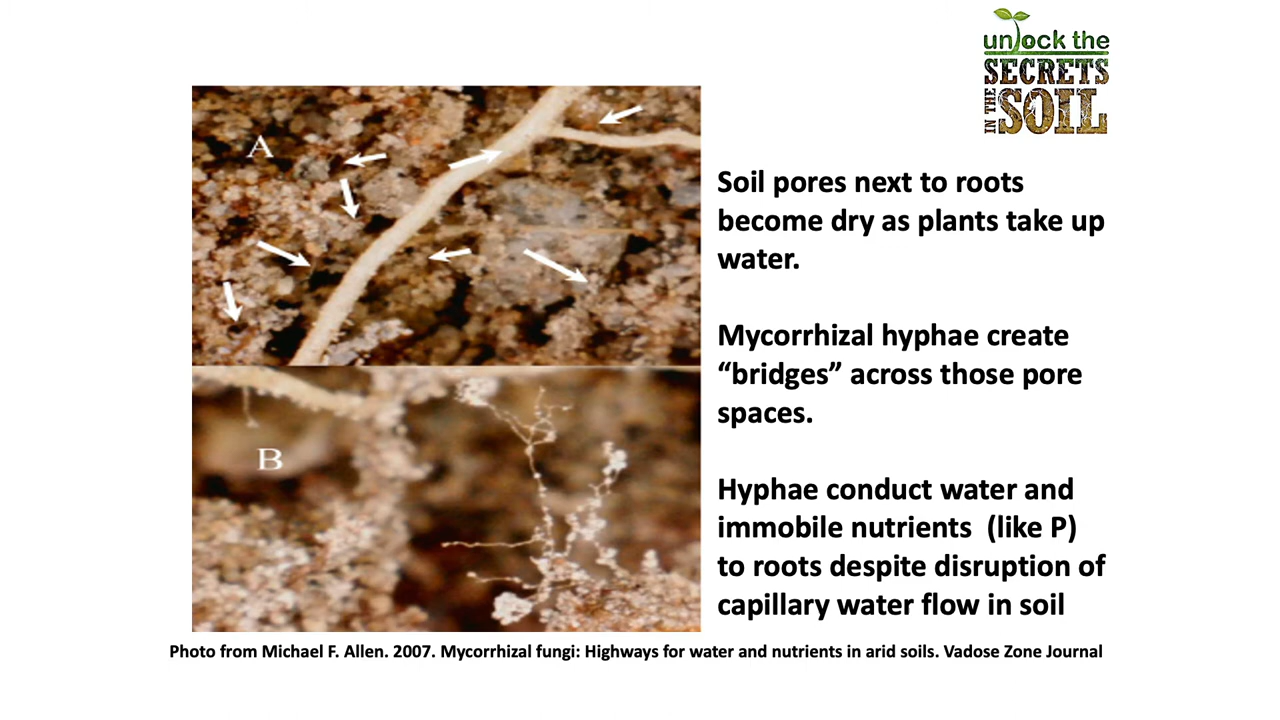 unlock the
SECRETS
IN THE SOIL
A
Soil pores next to roots
become dry as plants take up
water.
Mycorrhizal hyphae create
“bridges” across those pore
spaces.
B
Hyphae conduct water and
immobile nutrients  (like P)
to roots despite disruption of
capillary water flow in soil
Photo from Michael F. Allen. 2007. Mycorrhizal fungi: Highways for water and nutrients in arid soils. Vadose Zone Journal